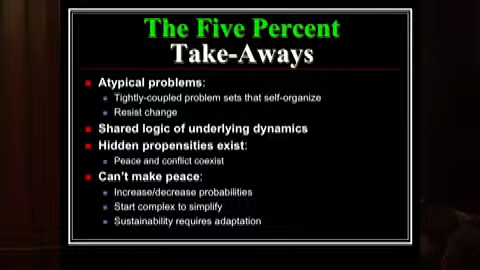 The Five Percent
Take-Aways
Atypical problems:
Tightly-coupled problem sets that self-organize
Resist change
Shared logic of underlying dynamics
Hidden propensities exist:
Peace and conflict coexist
Can't make peace:
Increase/decrease probabilities
Start complex to simplify
Sustainability requires adaptation